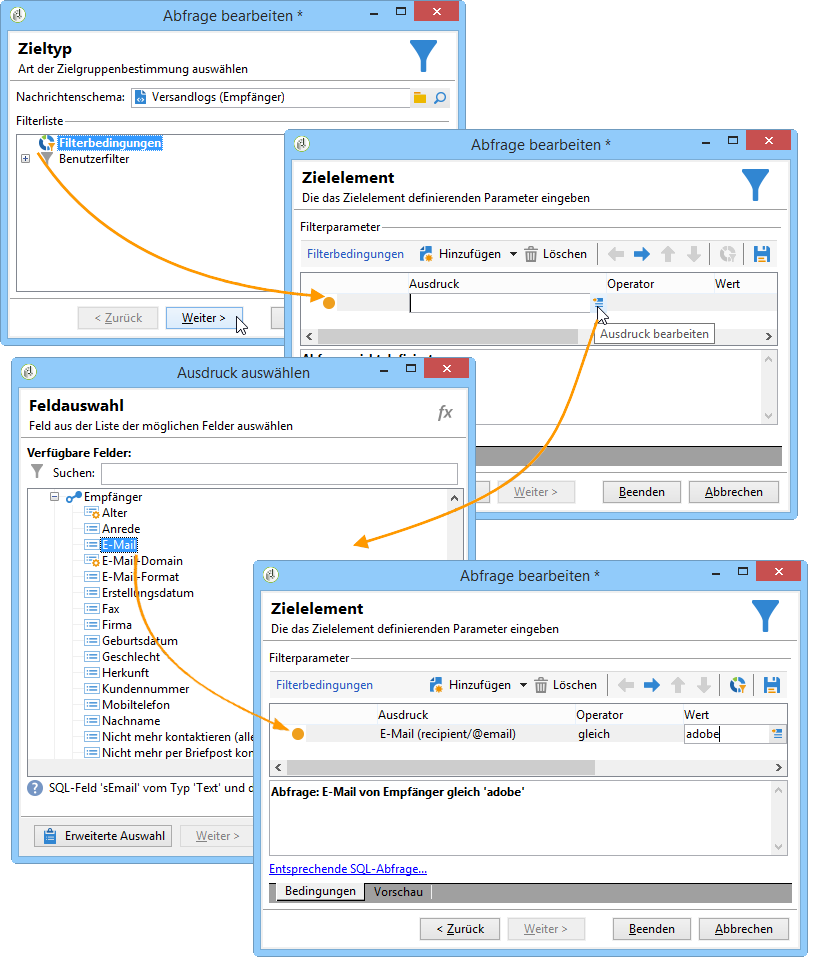 Abfrage bearbeiten *
Zieltyp
Art der Zielgruppenbestimmung auswählen
Nachrichtenschema: Versandlogs (Empfänger)
Filterliste
Filterbedingungen
Benutzerfilter
< Zurück Weiter >
Abfrage bearbeiten *
Zielelement
Die das Zielelement definierenden Parameter eingeben
Filterparameter
Filterbedingungen Hinzufügen Löschen
Ausdruck Operator Wert
Ausdruck bearbeiten
Weiter > Beenden Abbrechen
Ausdruck auswählen
Feldauswahl
Feld aus der Liste der möglichen Felder auswählen
fx
Verfügbare Felder:
Suchen:
Empfänger
Alter
Anrede
E-Mail
E-Mail-Domain
E-Mail-Format
Erstellungsdatum
Fax
Firma
Geburtsdatum
Geschlecht
Herkunft
Kundennummer
Mobiltelefon
Nachname
Nicht mehr kontaktieren (alle
Nicht mehr per Briefpost kon
SQL-Feld 'sEmail' vom Typ 'Text' und d
Erweiterte Auswahl Weiter >
Abfrage bearbeiten *
Zielelement
Die das Zielelement definierenden Parameter eingeben
Filterparameter
Filterbedingungen Hinzufügen Löschen
Ausdruck Operator Wert
E-Mail (recipient/@email) gleich adobe
Abfrage: E-Mail von Empfänger gleich 'adobe'
Entsprechende SQL-Abfrage...
Bedingungen Vorschau
< Zurück Weiter > Beenden Abbrechen